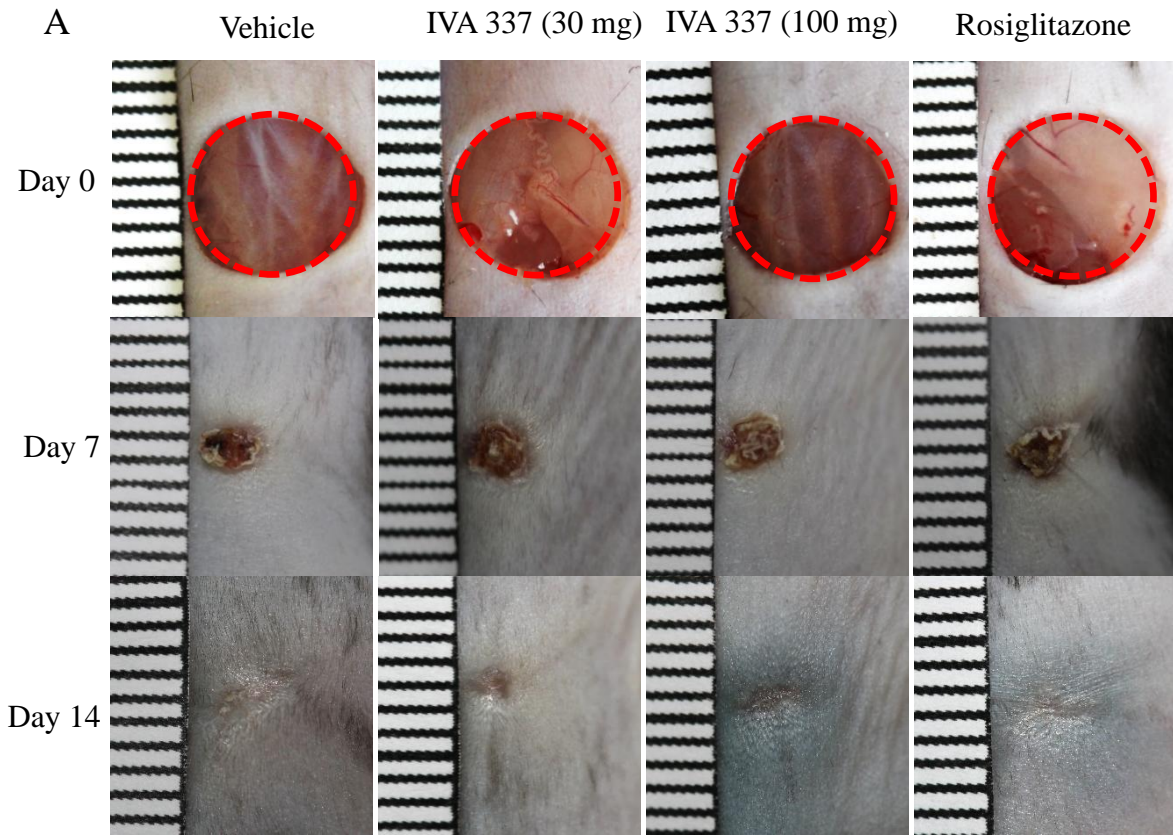 A
Vehicle
IVA 337 (30 mg)
IVA 337 (100 mg)
Rosiglitazone
Day 0
Day 7
Day 14